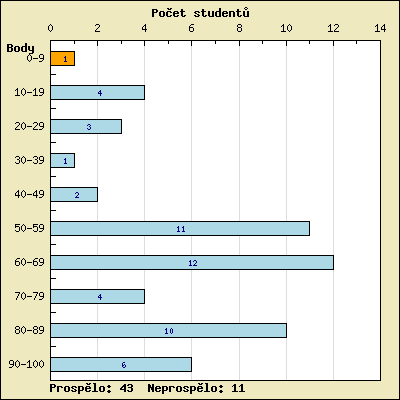 Počet studentů
0 2 4 6 8 10 12 14
Body
0-9 1
10-19 4
20-29 3
30-39 1
40-49 2
50-59 11
60-69 12
70-79 4
80-89 10
90-100 6
Prospělo: 43 Neprospělo: 11